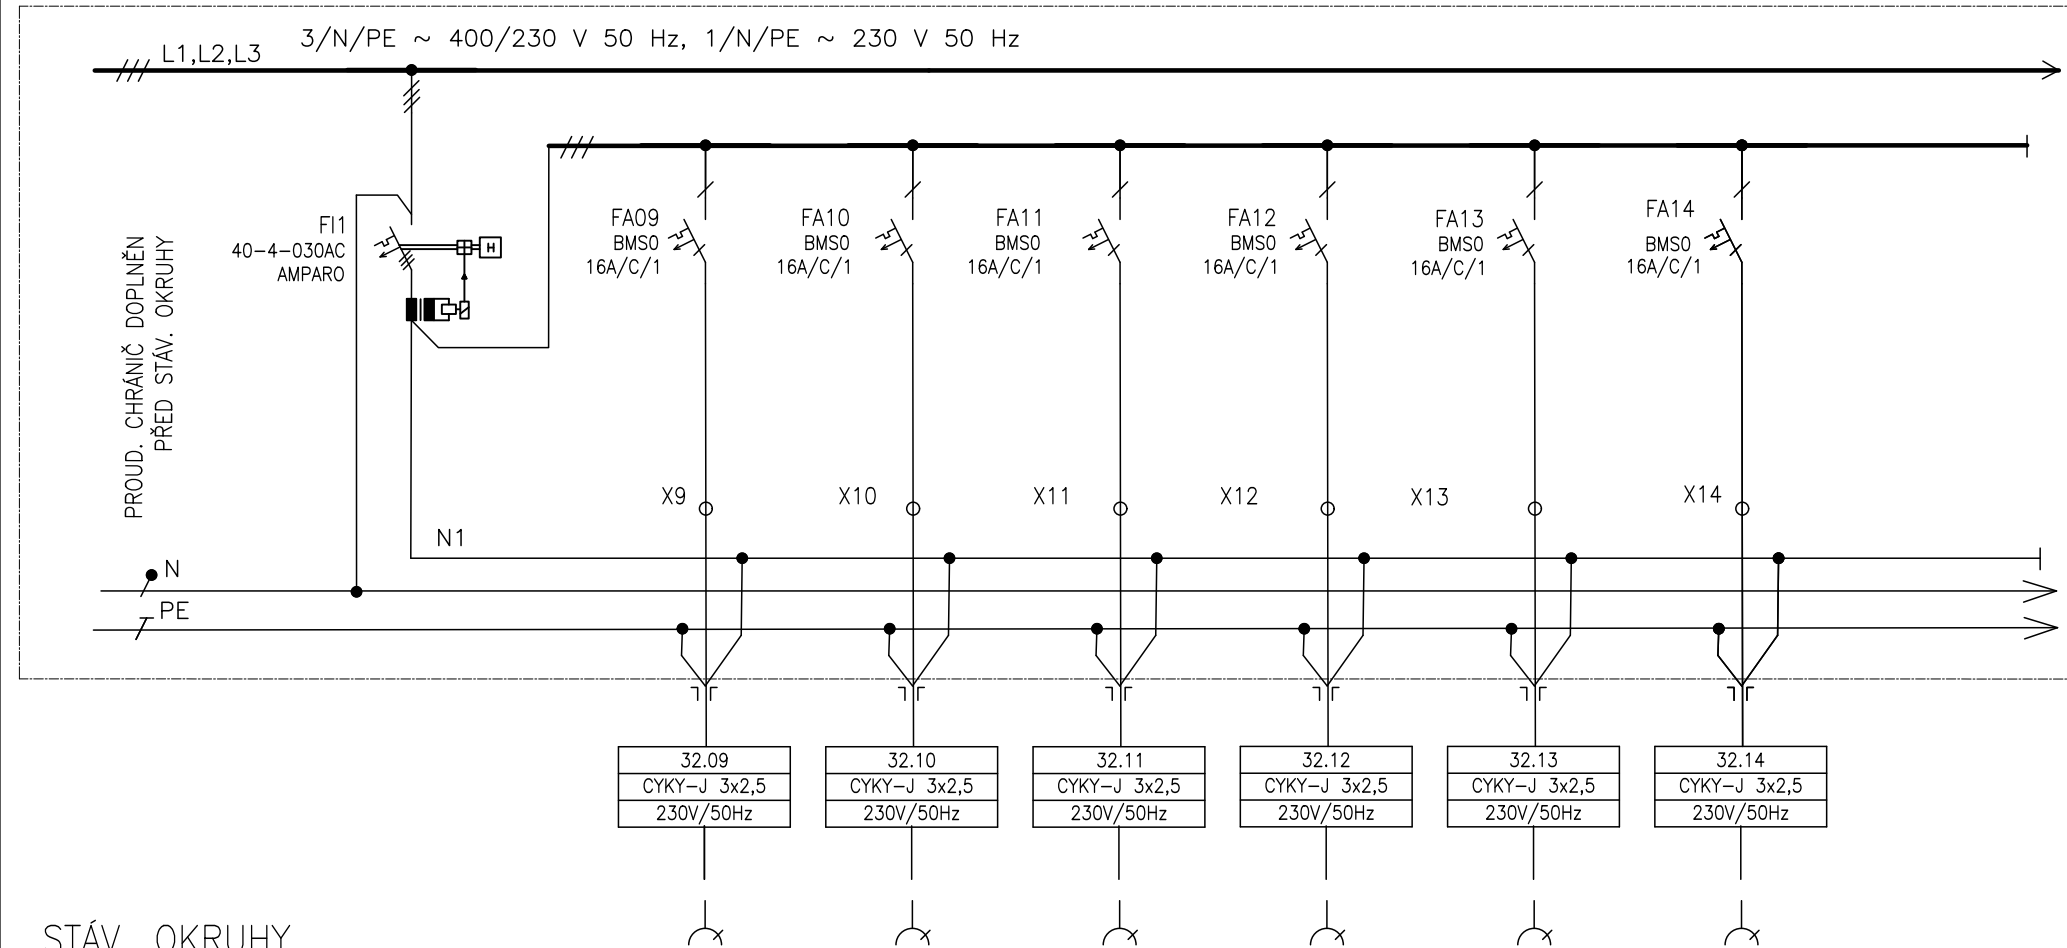 3/N/PE ~ 400/230 V 50 Hz, 1/N/PE ~ 230 V 50 Hz
L1,L2,L3
PROUD. CHRÁNIČ DOPLNĚN
PŘED STÁV. OKRUHY
FI1
40-4-030AC
AMPARO
H
FA09
BMS0
16A/C/1
FA10
BMS0
16A/C/1
FA11
BMS0
16A/C/1
FA12
BMS0
16A/C/1
FA13
BMS0
16A/C/1
FA14
BMS0
16A/C/1
X9
X10
X11
X12
X13
X14
N1
N
PE
32.09
CYKY-J 3x2,5
230V/50Hz
32.10
CYKY-J 3x2,5
230V/50Hz
32.11
CYKY-J 3x2,5
230V/50Hz
32.12
CYKY-J 3x2,5
230V/50Hz
32.13
CYKY-J 3x2,5
230V/50Hz
32.14
CYKY-J 3x2,5
230V/50Hz
STÁV. OKRUHY